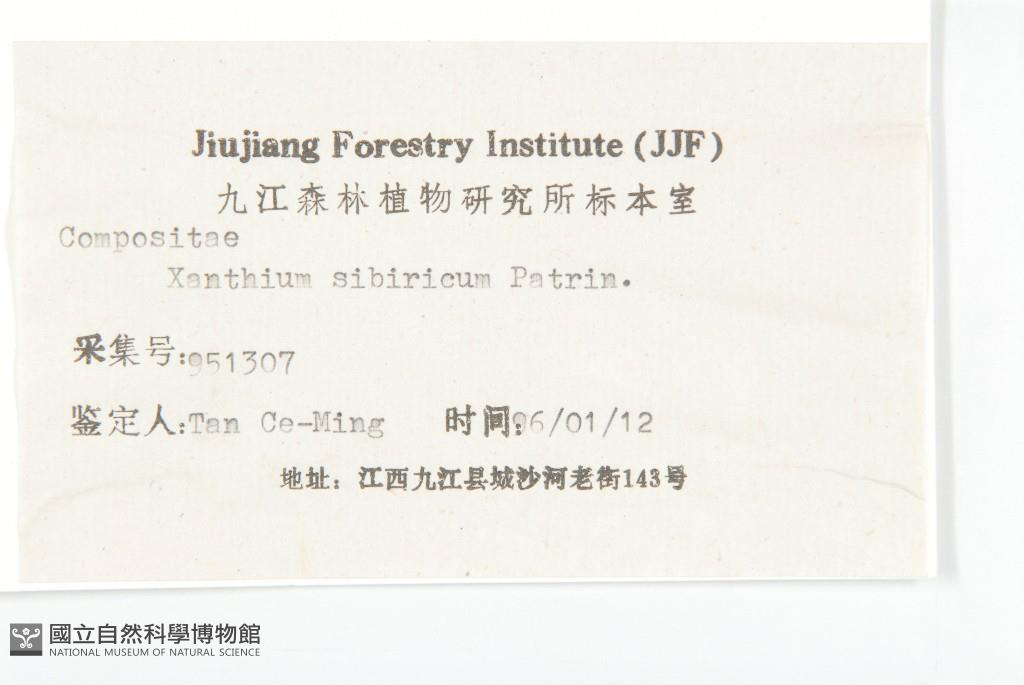 Jiujiang Forestry Institute (JJF)
九江森林植物研究所标本室
Compositae
Xanthium sibiricum Patrin.
采集号:951307
鉴定人:Tan Ce-Ming 时间:96/01/12
地址：江西九江县城沙河老街143号
國立自然科學博物館
NATIONAL MUSEUM OF NATURAL SCIENCE